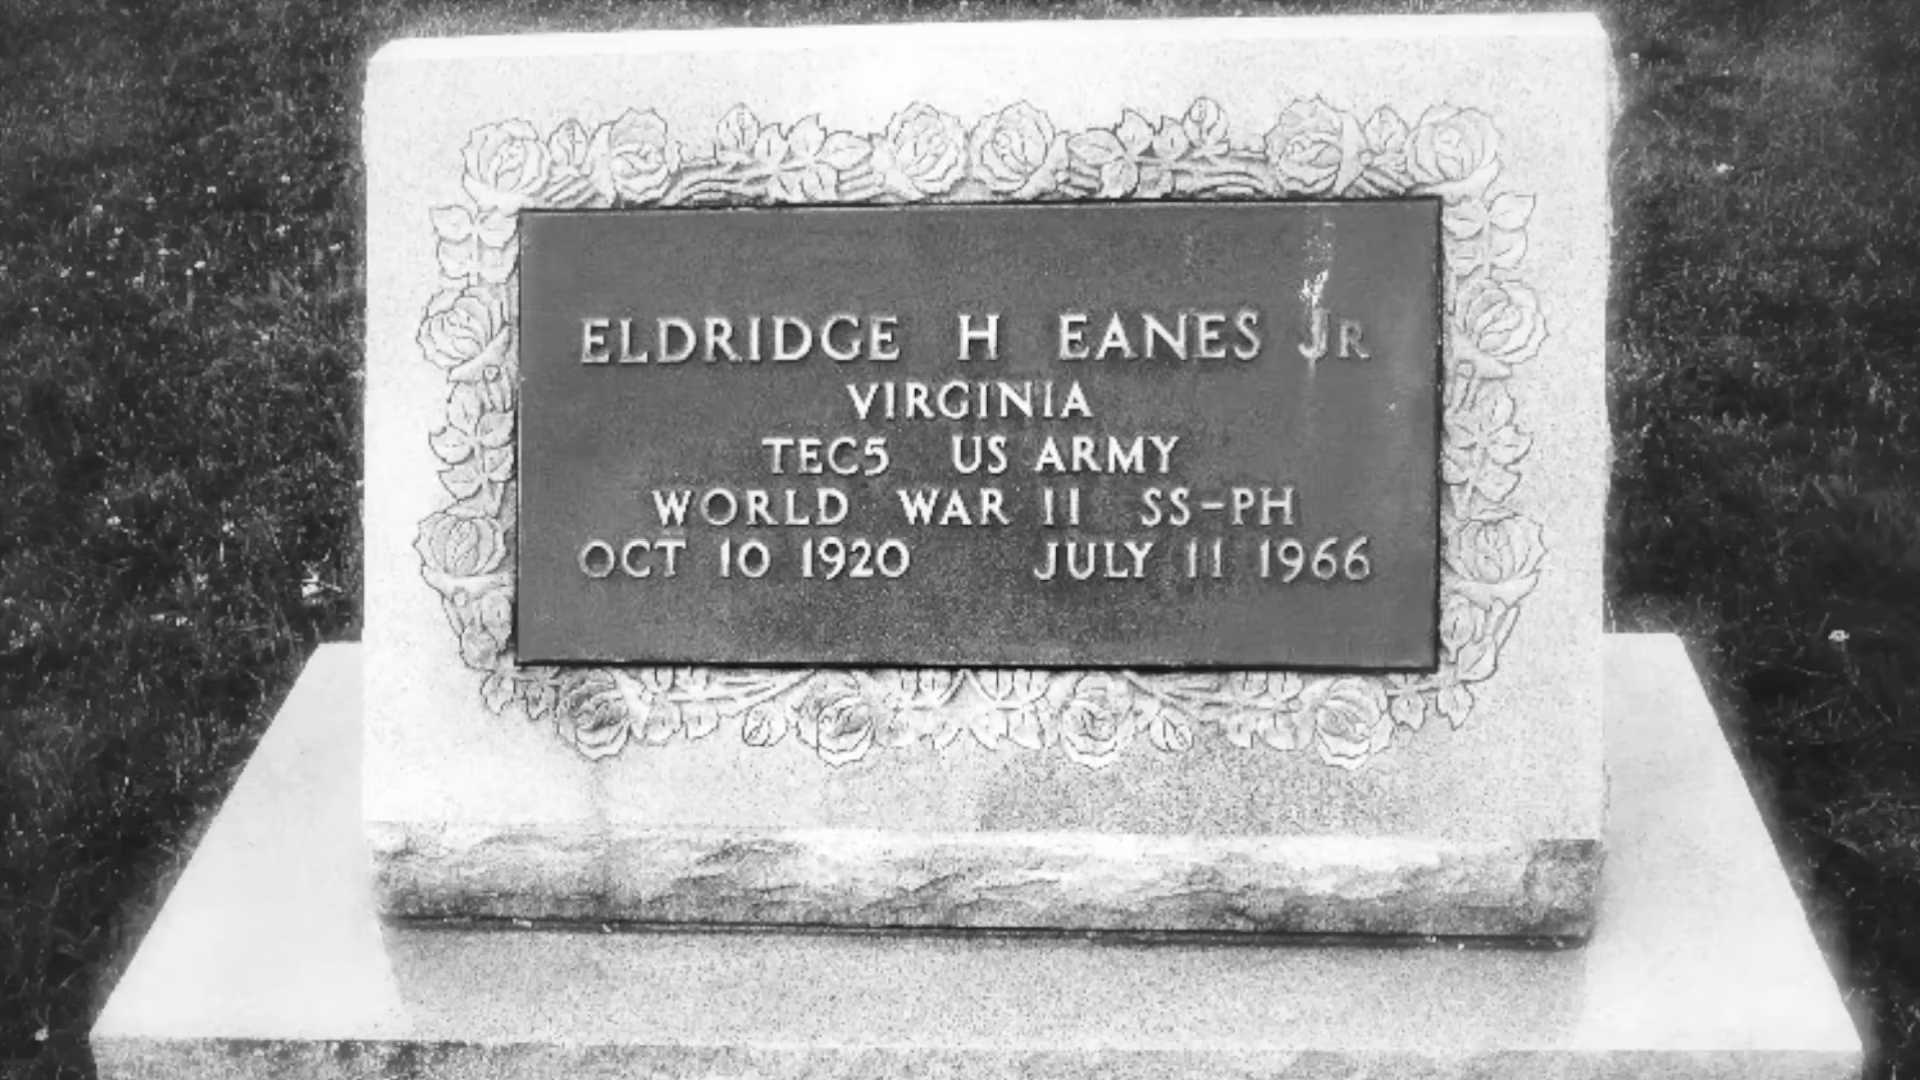 ELDRIDGE H EANES JR
VIRGINIA
TEC5 US ARMY
WORLD WAR II SS-PH
OCT 10 1920 JULY 11 1966